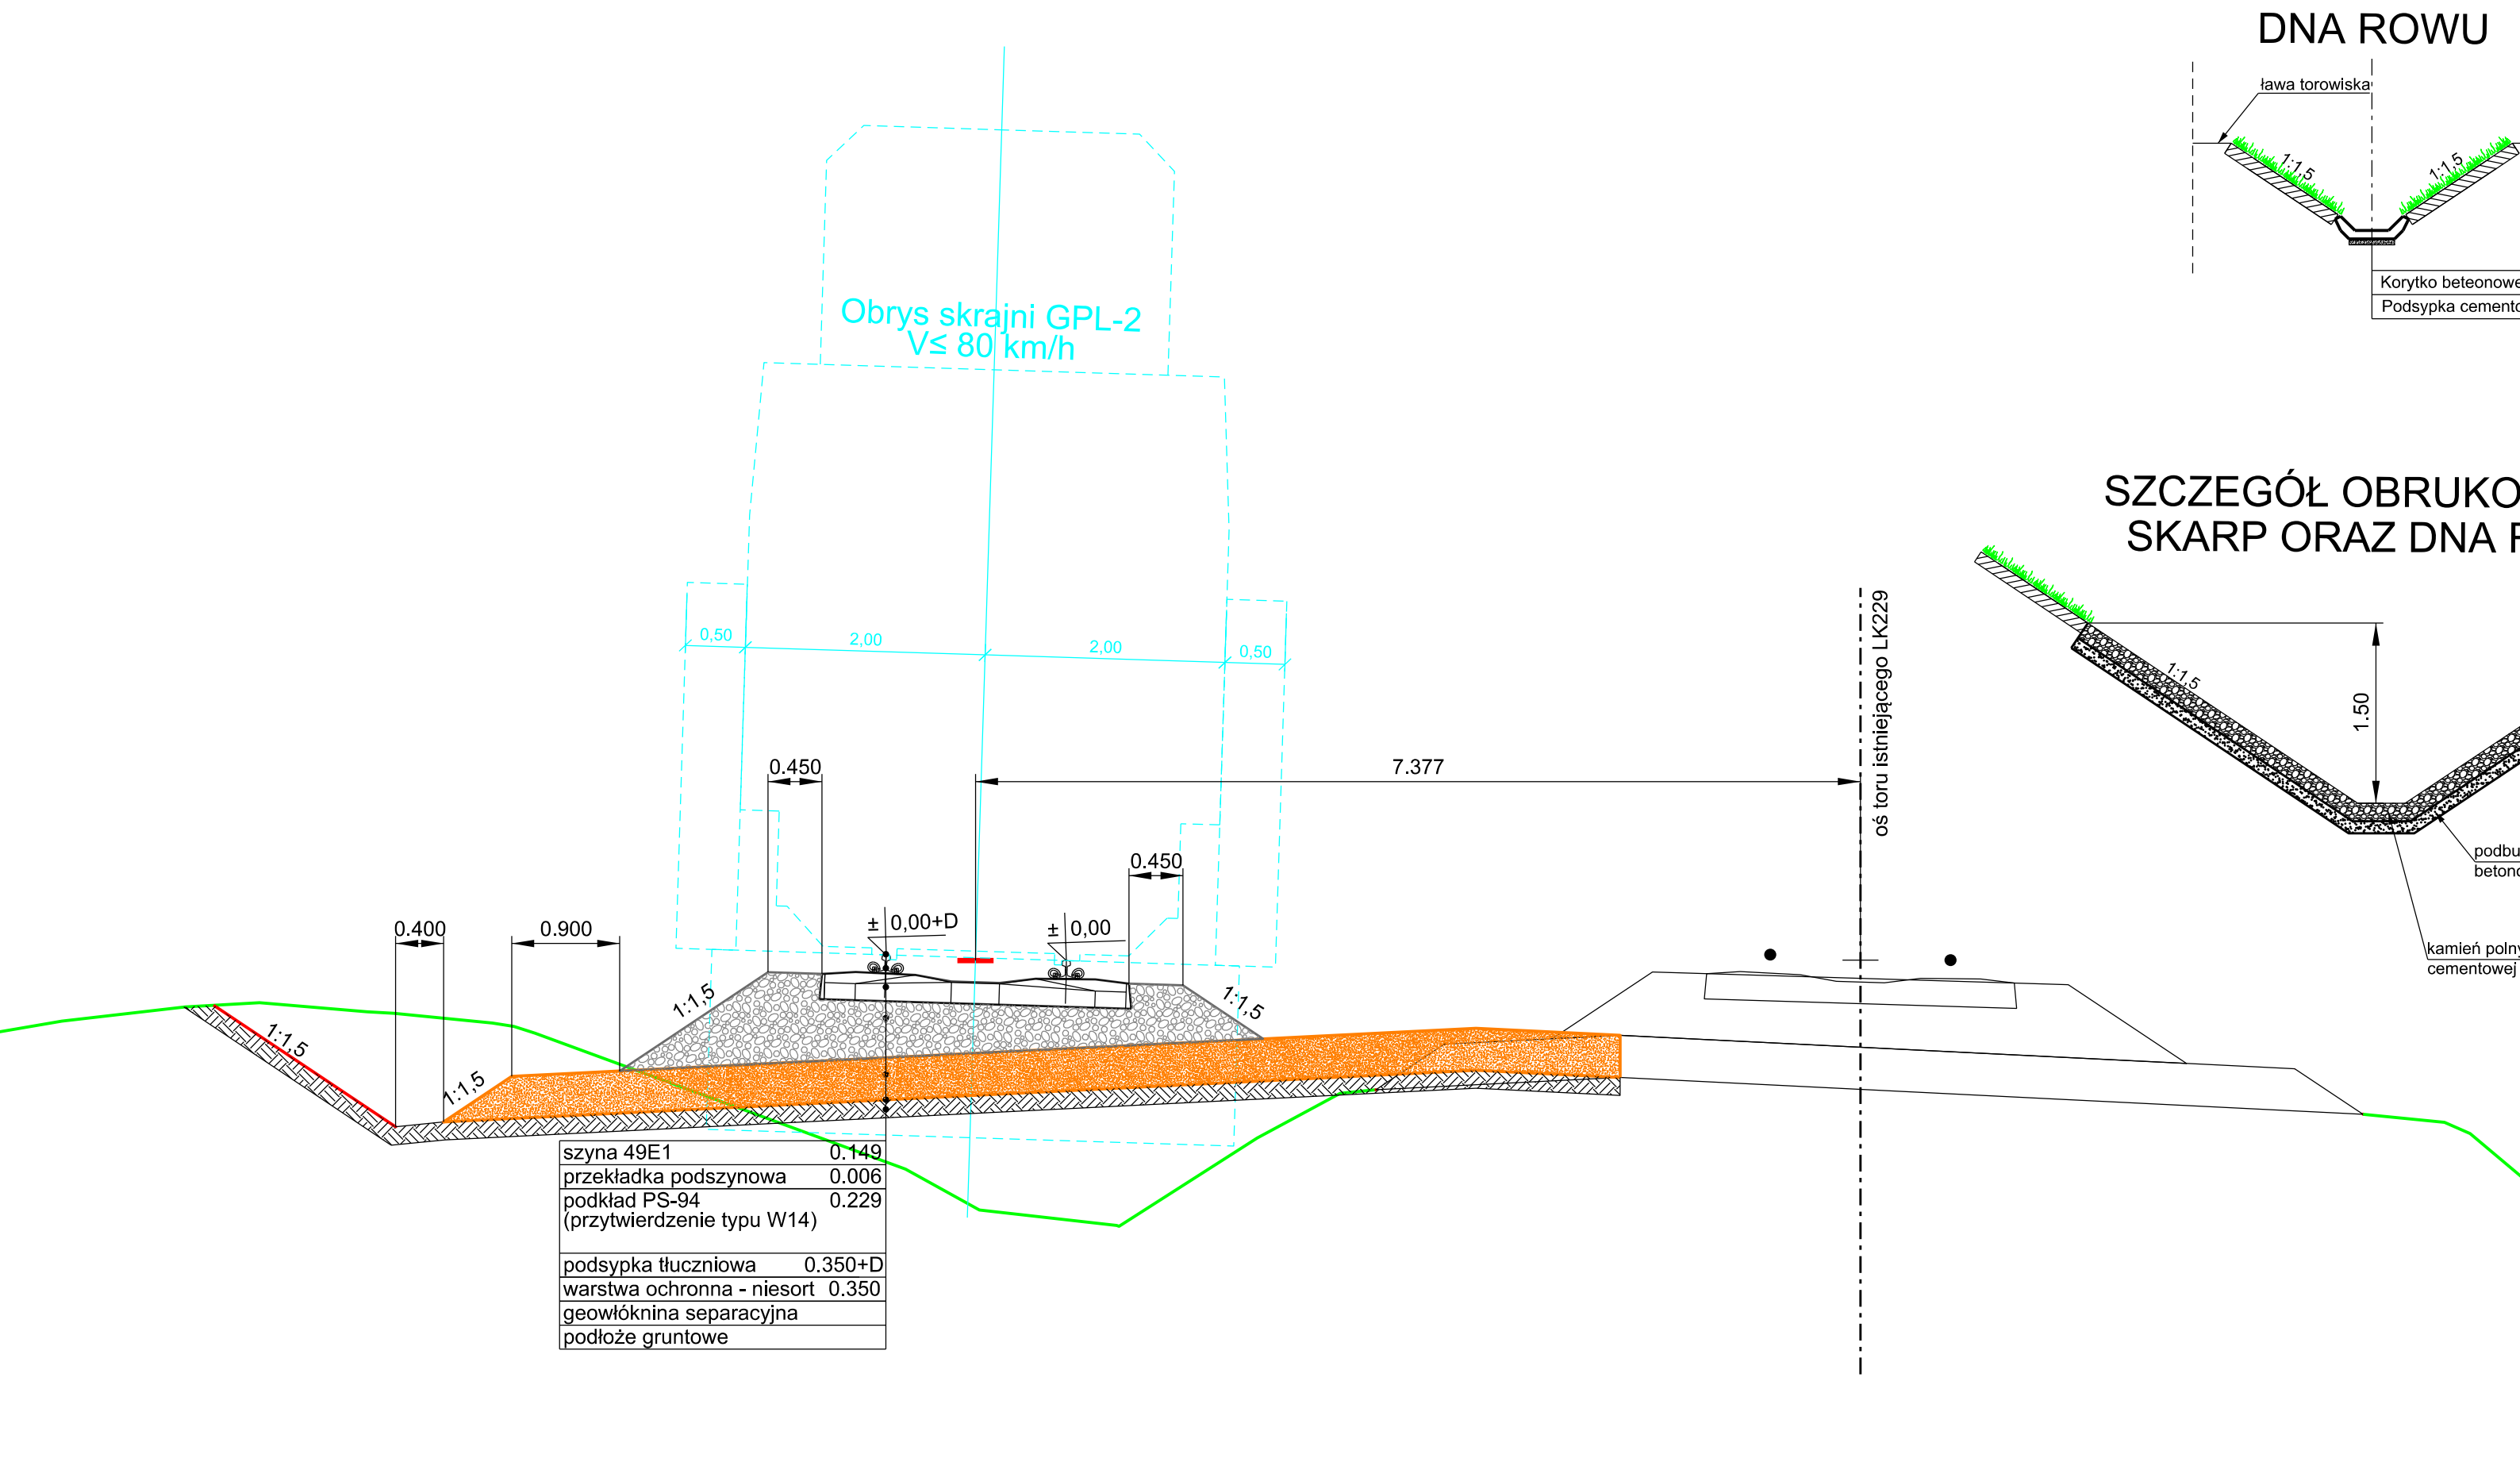 DNA ROWU
ława torowiska
1:1,5
1:1,5
Korytko beteonowe
Podsypka
Obrys skrajni GPL-2
V≤ 80 km/h
SKARP ORAZ DNA
SZCZEGÓŁ
1:1,5
1.50
0,50
2,00
2,00
0,50
oś toru istniejącego LK229
0.450
7.377
0.450
0.400
0.900
± 0,00+D
± 0,00
kamień
cementowej
1:1,5
1:1,5
1:1,5
1:1,5
szyna 49E1 0.149
przekładka podszynowa 0.006
podkład PS-94 0.229
(przytwierdzenie typu W14)
podsypka tłuczniowa 0.350+D
warstwa ochronna - niesort 0.350
geowłóknina separacyjna
podłoże gruntowe